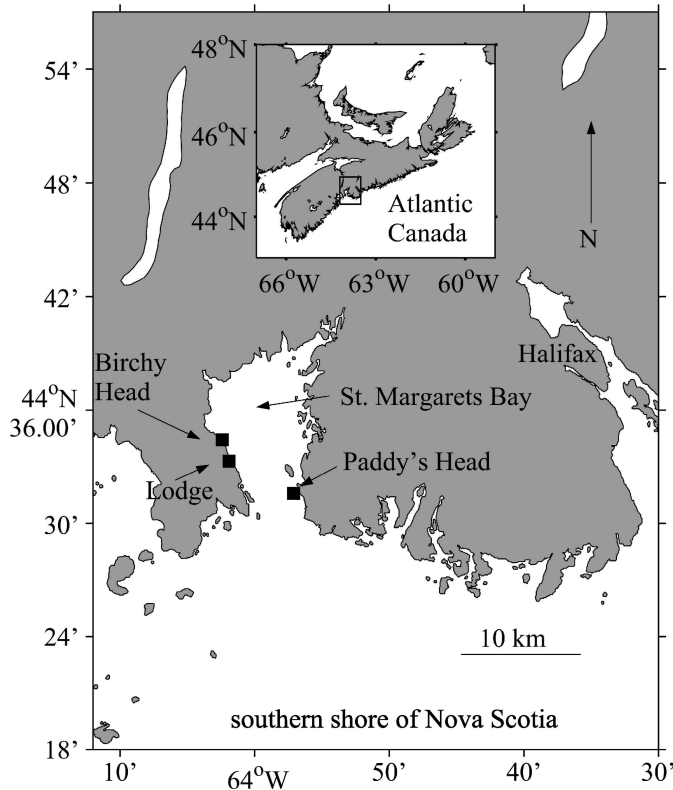 54’
48’
42’
44°N
36.00’
30’
24’
18’
48°N
46°N
44°N
66°W
63°W
60°W
Atlantic
Canada
N
Birchy
Head
Lodge
St. Margarets Bay
Paddy’s Head
Halifax
10 km
southern shore of Nova Scotia
10’
64°W
50’
40’
30’